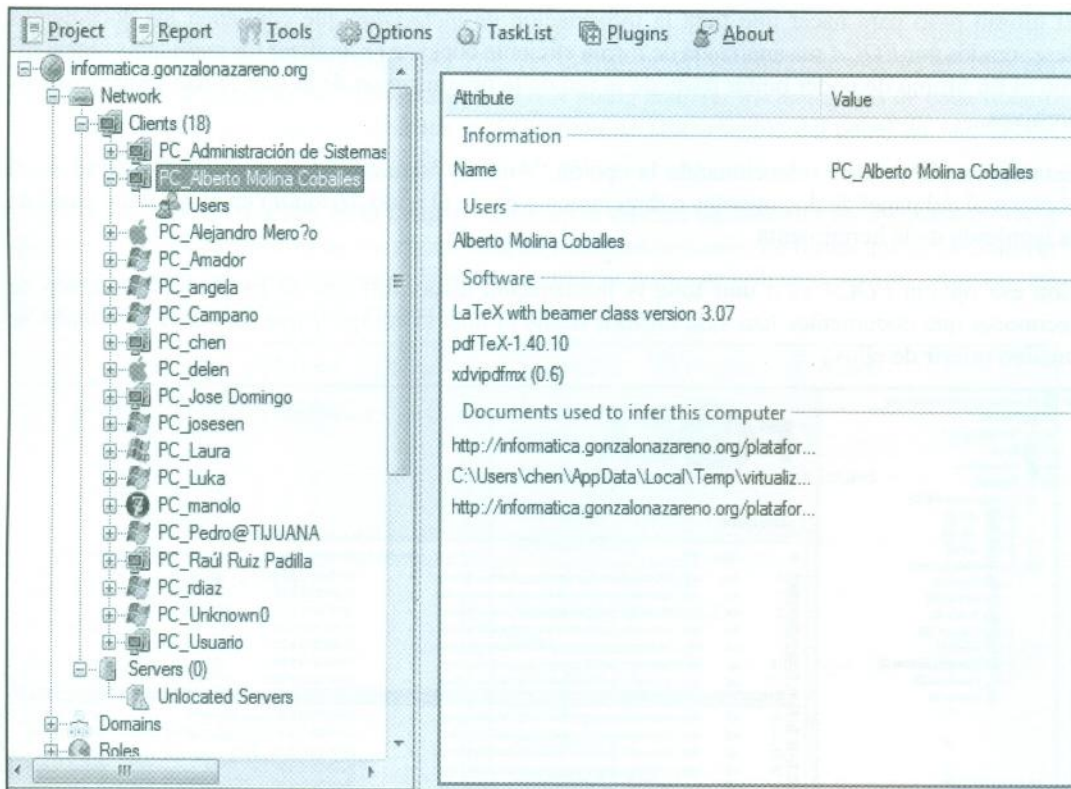 Project Report Tools Options TaskList Plugins About
informatica.gonzalonazareno.org
Network
Clients (18)
PC_Administración de Sistemas
PC_Alberto Molina Coballes
Users
PC_Alejandro Mero?o
PC_Amador
PC_angela
PC_Campano
PC_chen
PC_delen
PC_Jose Domingo
PC_josesen
PC_Laura
PC_Luka
PC_manolo
PC_Pedro@TIJUANA
PC_Raúl Ruiz Padilla
PC_rdiaz
PC_Unknown0
PC_Usuario
Servers (0)
Unlocated Servers
Domains
Roles
Attribute Value
Information
Name PC_Alberto Molina Coballes
Users
Alberto Molina Coballes
Software
LaTeX with beamer class version 3.07
pdfTeX-1.40.10
xdvipdfmx (0.6)
Documents used to infer this computer
http://informatica.gonzalonazareno.org/platafor...
C:\Users\chen\AppData\Local\Temp\virtualiz...
http://informatica.gonzalonazareno.org/platafor...